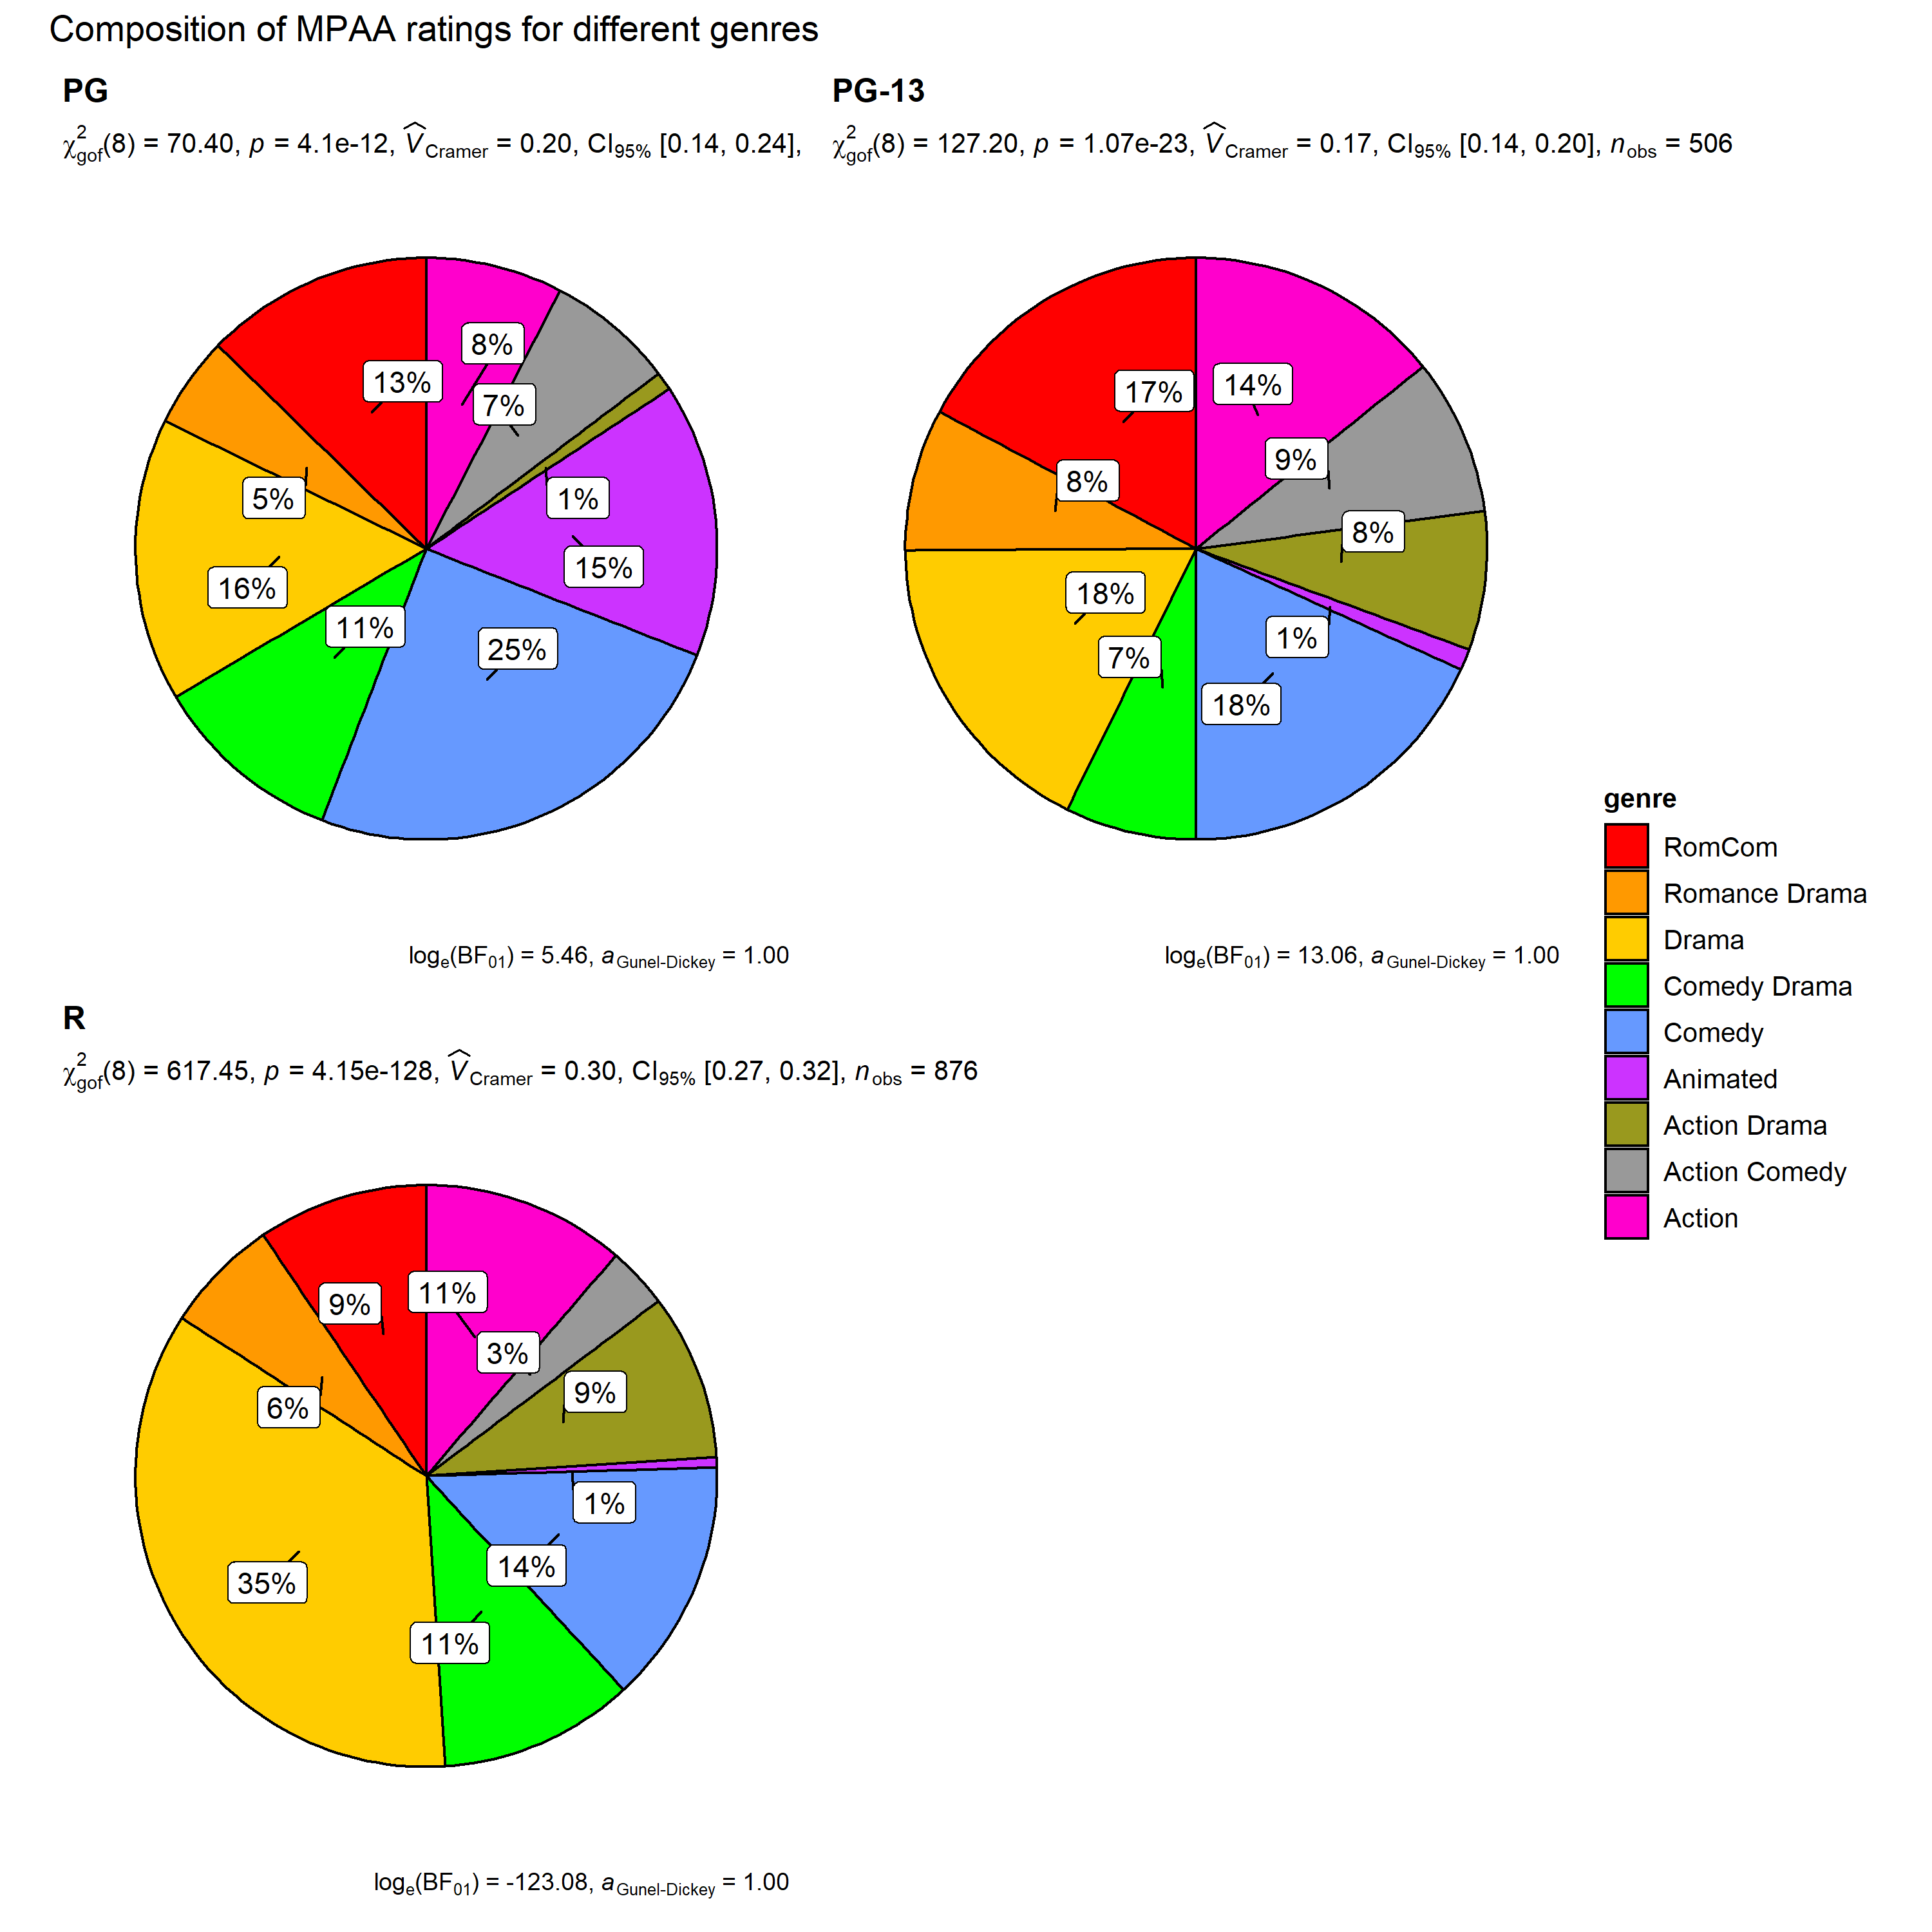 Composition of MPAA ratings for different genres
PG
χ²gof(8) = 70.40, p = 4.1e-12, V̂Cramer = 0.20, CI95% [0.14, 0.24],
8%
13%
7%
5%
1%
15%
16%
11%
25%
loge(BF01) = 5.46, aGunel-Dickey = 1.00
PG-13
χ²gof(8) = 127.20, p = 1.07e-23, V̂Cramer = 0.17, CI95% [0.14, 0.20], nobs = 506
17%
14%
9%
8%
8%
18%
1%
7%
18%
loge(BF01) = 13.06, aGunel-Dickey = 1.00
R
χ²gof(8) = 617.45, p = 4.15e-128, V̂Cramer = 0.30, CI95% [0.27, 0.32], nobs = 876
11%
9%
3%
9%
6%
1%
14%
35%
11%
loge(BF01) = -123.08, aGunel-Dickey = 1.00
genre
RomCom
Romance Drama
Drama
Comedy Drama
Comedy
Animated
Action Drama
Action Comedy
Action